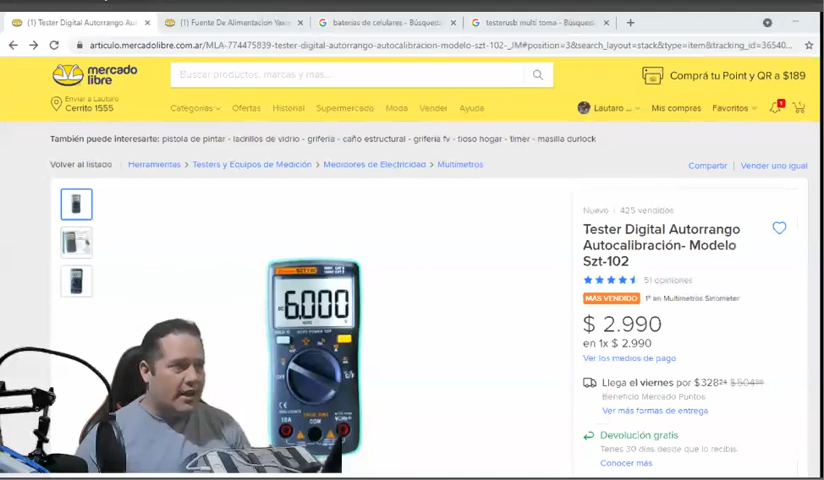 (1) Tester Digital Autorrango Au
(1) Fuente De Alimentacion Yaxu
baterias de celulares - Búsqued
testerusb multi toma - Búsqued
articulo.mercadolibre.com.ar/MLA-774475839-tester-digital-autorrango-autocalibracion-modelo-szt-102-_JM#position=3&search_layout=stack&type=item&tracking_id=36540...
mercado
libre
Buscar productos, marcas y más...
Comprá tu Point y QR a $189
Enviar a Lautaro
Cerrito 1555
Categorías
Ofertas
Historial
Supermercado
Moda
Vender
Ayuda
Lautaro ...
Mis compras
Favoritos
1
También puede interesarte: pistola de pintar - ladrillos de vidrio - griferia - caño estructural - griferia fv - tioso hogar - timer - masilla durlock
Volver al listado
Herramientas > Testers y Equipos de Medición > Medidores de Electricidad > Multímetros
Compartir
Vender uno igual
Nuevo | 425 vendidos
Tester Digital Autorrango
Autocalibración- Modelo
Szt-102
51 opiniones
MÁS VENDIDO
1º en Multímetros Sinometer
$ 2.990
en 1x $ 2.990
Ver los medios de pago
Llega el viernes por $328
Beneficio Mercado Puntos
Ver más formas de entrega
Devolución gratis
Tenés 30 días desde que lo recibís.
Conocer más
6.000
10A
COM